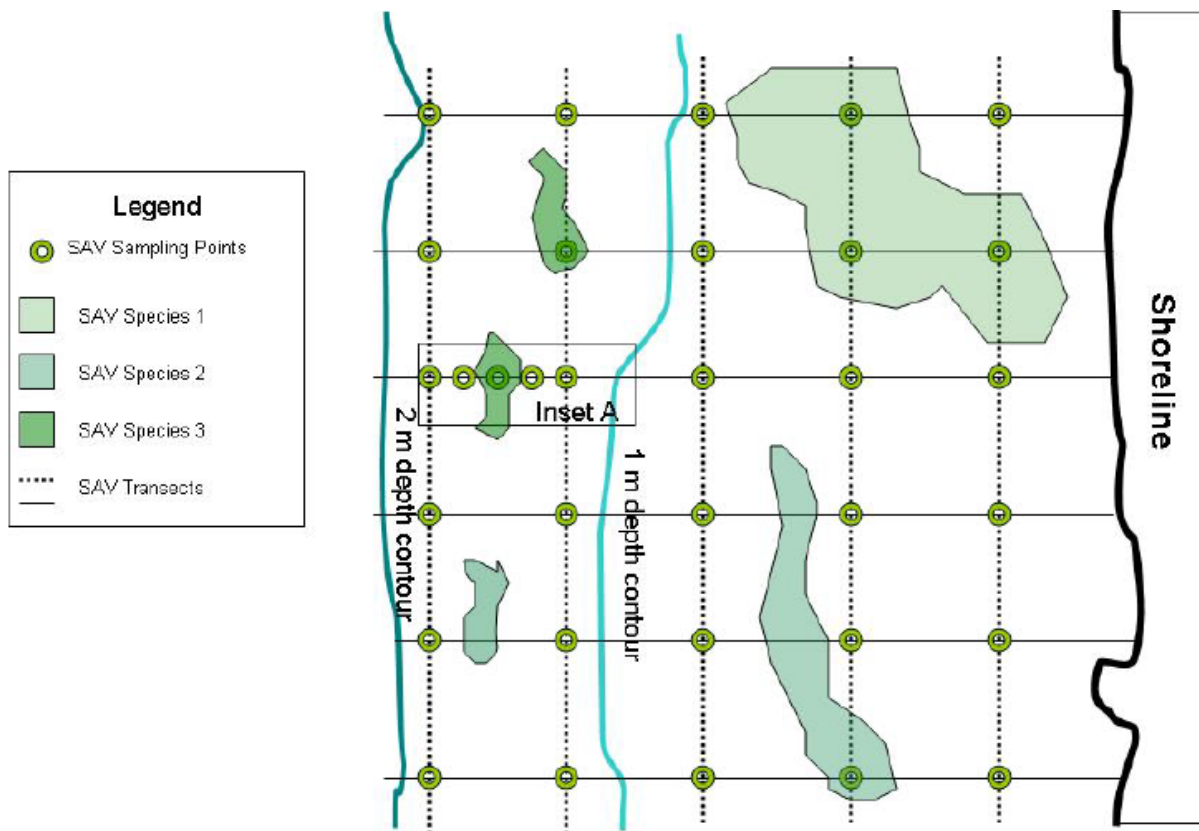 Legend
SAV Sampling Points
SAV Species 1
SAV Species 2
SAV Species 3
SAV Transects
Inset A
2 m depth contour
1 m depth contour
Shoreline